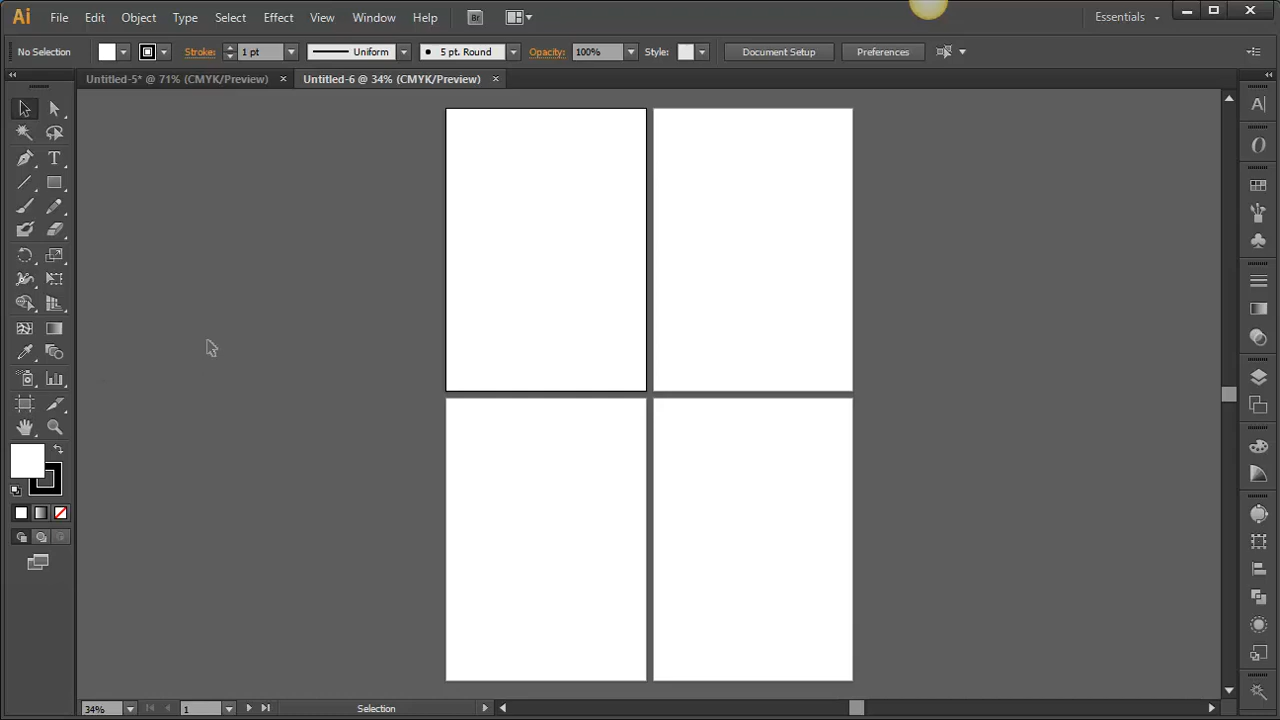 Ai File Edit Object Type Select Effect View Window Help Br Essentials
No Selection Stroke: 1 pt Uniform 5 pt. Round Opacity: 100% Style: Document Setup Preferences
Untitled-5* @ 71% (CMYK/Preview) Untitled-6 @ 34% (CMYK/Preview)
34% 1 Selection